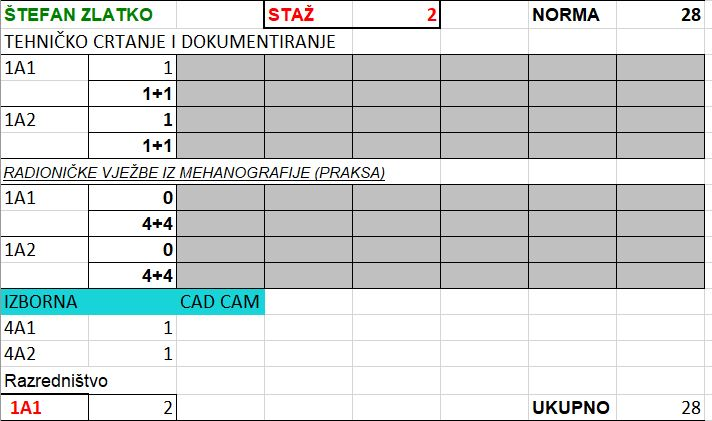 ŠTEFAN ZLATKO STAŽ 2 NORMA 28
TEHNIČKO CRTANJE I DOKUMENTIRANJE
1A1 1
1+1
1A2 1
1+1
RADIONIČKE VJEŽBE IZ MEHANOGRAFIJE (PRAKSA)
1A1 0
4+4
1A2 0
4+4
IZBORNA CAD CAM
4A1 1
4A2 1
Razredništvo
1A1 2 UKUPNO 28